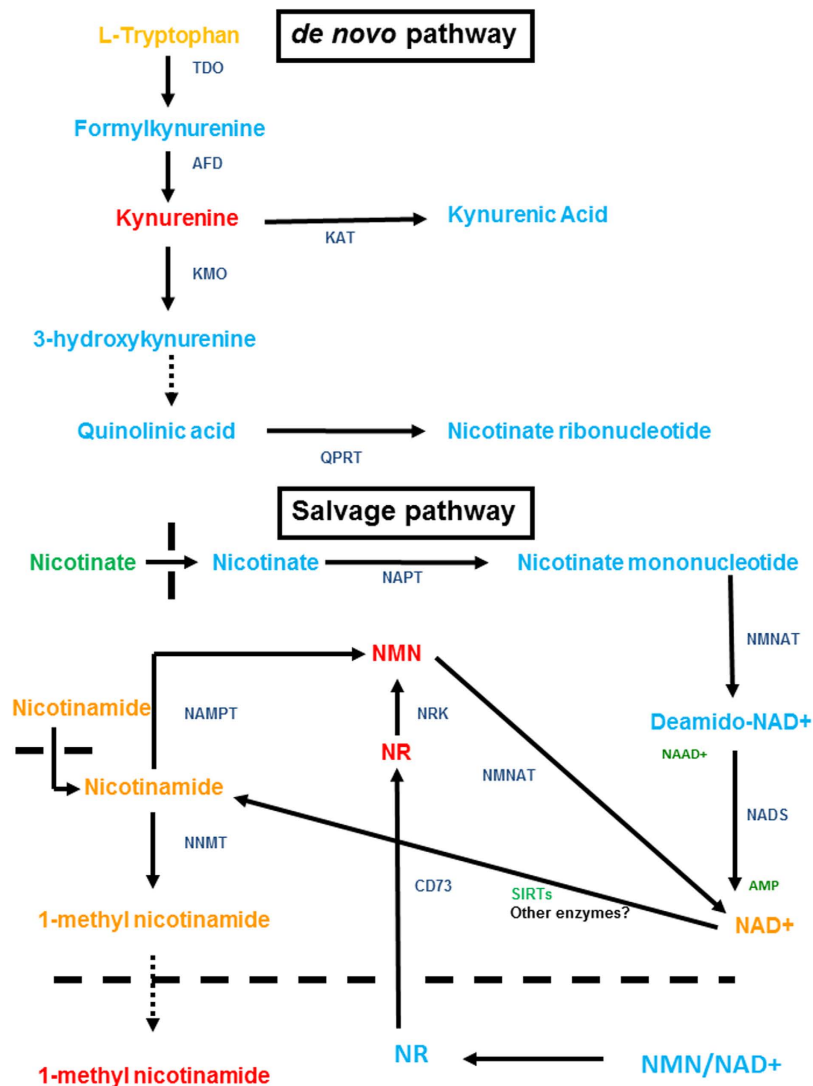 L-Tryptophan
de novo pathway
TDO
Formylkynurenine
AFD
Kynurenine
KAT
Kynurenic Acid
KMO
3-hydroxykynurenine
Quinolinic acid
QPRT
Nicotinate ribonucleotide
Salvage pathway
Nicotinate
Nicotinate
NAPT
Nicotinate mononucleotide
NMNAT
NMN
Nicotinamide
NAMPT
NRK
Deamido-NAD+
NAAD+
NR
NMNAT
Nicotinamide
NADS
NNMT
CD73
SIRTs
Other enzymes?
AMP
1-methyl nicotinamide
NAD+
NR
NMN/NAD+
1-methyl nicotinamide